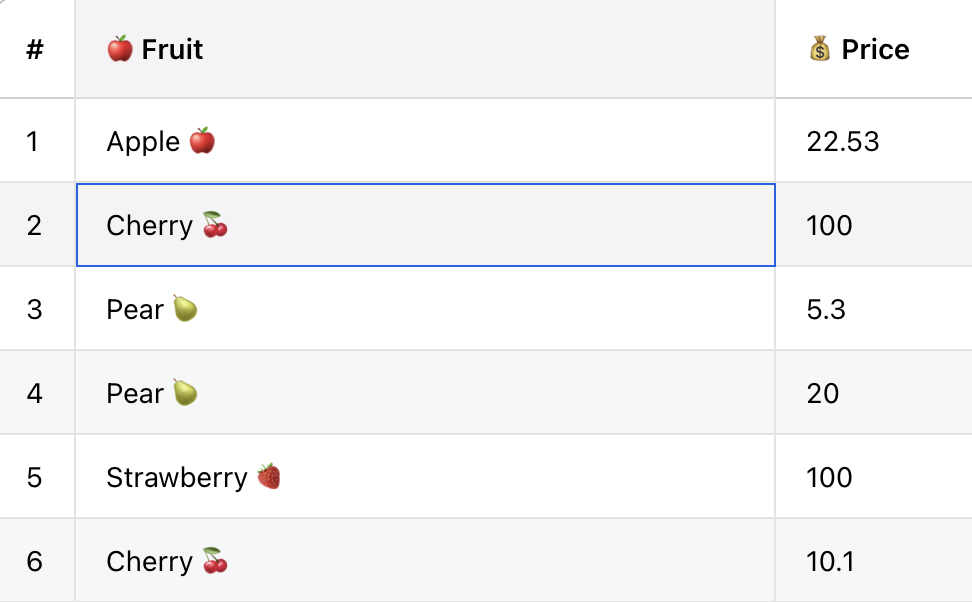 # 🍎 Fruit 💰 Price
1 Apple 🍎 22.53
2 Cherry 🍒 100
3 Pear 🍐 5.3
4 Pear 🍐 20
5 Strawberry 🍓 100
6 Cherry 🍒 10.1